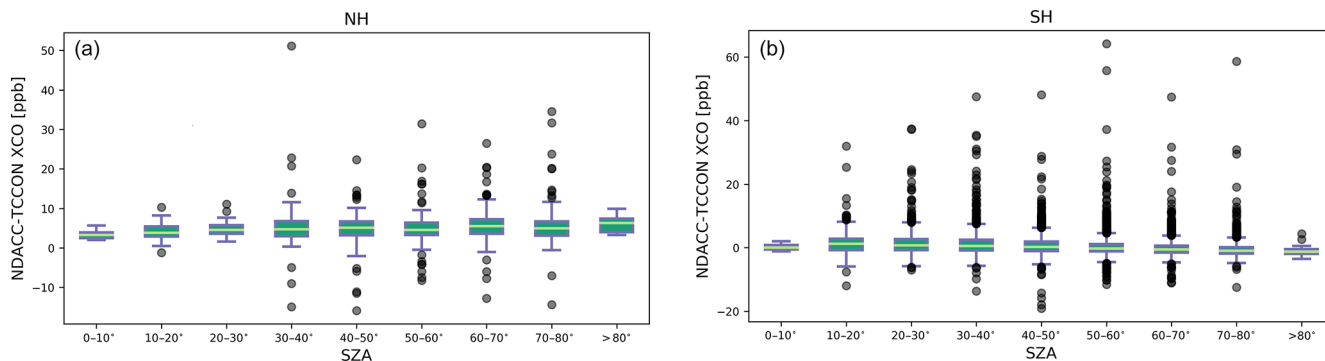 NH
(a)
NDACC-TCCON XCO [ppb]
50
40
30
20
10
0
−10
0–10° 10–20° 20–30° 30–40° 40–50° 50–60° 60–70° 70–80° >80°
SZA
SH
(b)
NDACC-TCCON XCO [ppb]
60
40
20
0
−20
0–10° 10–20° 20–30° 30–40° 40–50° 50–60° 60–70° 70–80° >80°
SZA